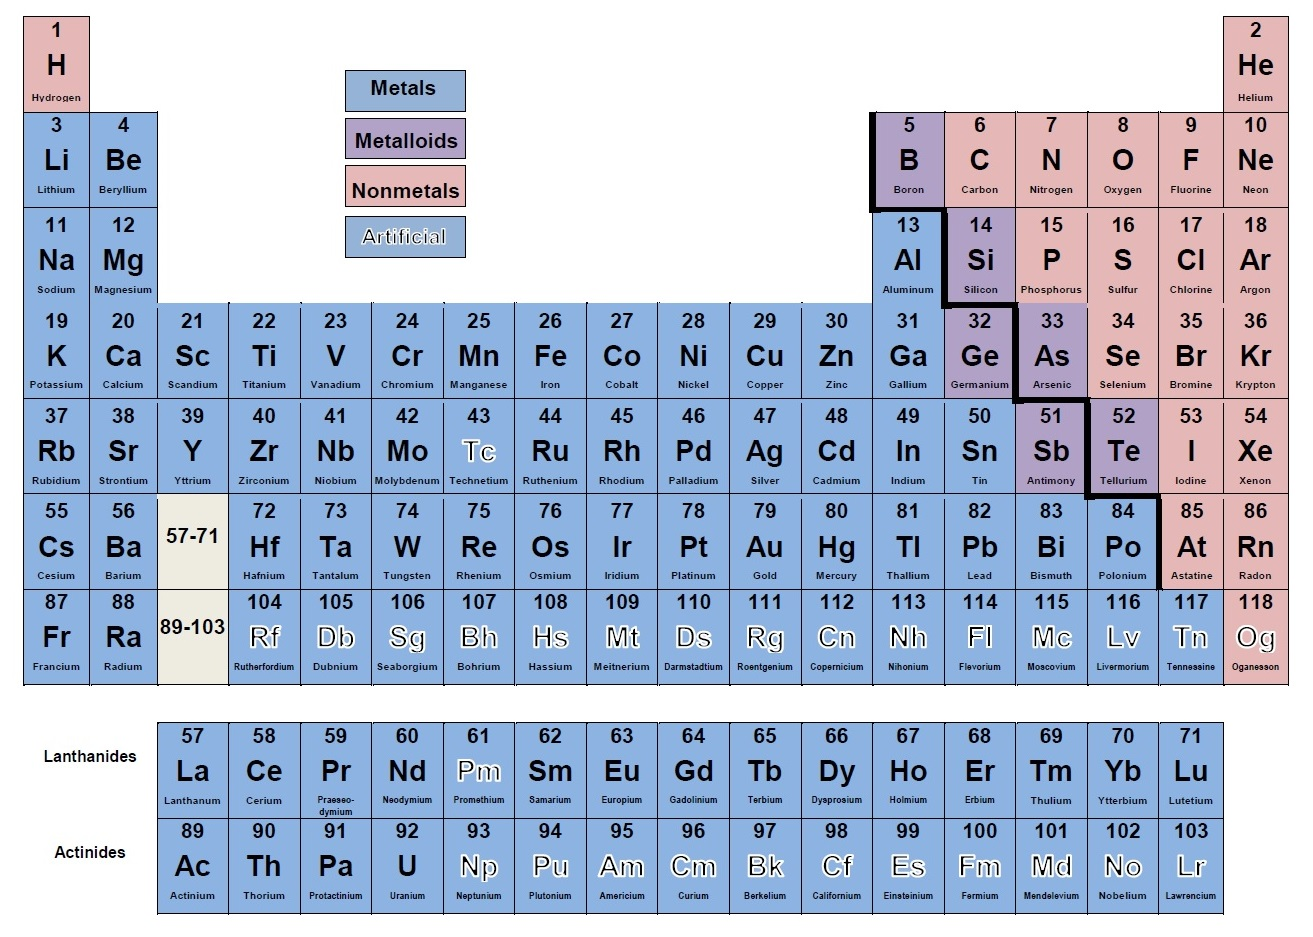 1 2
H He
Hydrogen Helium
Metals
Metalloids
Nonmetals
Artificial
3 4 5 6 7 8 9 10
Li Be B C N O F Ne
Lithium Beryllium Boron Carbon Nitrogen Oxygen Fluorine Neon
11 12 13 14 15 16 17 18
Na Mg Al Si P S Cl Ar
Sodium Magnesium Aluminum Silicon Phosphorus Sulfur Chlorine Argon
19 20 21 22 23 24 25 26 27 28 29 30 31 32 33 34 35 36
K Ca Sc Ti V Cr Mn Fe Co Ni Cu Zn Ga Ge As Se Br Kr
Potassium Calcium Scandium Titanium Vanadium Chromium Manganese Iron Cobalt Nickel Copper Zinc Gallium Germanium Arsenic Selenium Bromine Krypton
37 38 39 40 41 42 43 44 45 46 47 48 49 50 51 52 53 54
Rb Sr Y Zr Nb Mo Tc Ru Rh Pd Ag Cd In Sn Sb Te I Xe
Rubidium Strontium Yttrium Zirconium Niobium Molybdenum Technetium Ruthenium Rhodium Palladium Silver Cadmium Indium Tin Antimony Tellurium Iodine Xenon
55 56 57-71 72 73 74 75 76 77 78 79 80 81 82 83 84 85 86
Cs Ba Hf Ta W Re Os Ir Pt Au Hg Tl Pb Bi Po At Rn
Cesium Barium Hafnium Tantalum Tungsten Rhenium Osmium Iridium Platinum Gold Mercury Thallium Lead Bismuth Polonium Astatine Radon
87 88 89-103 104 105 106 107 108 109 110 111 112 113 114 115 116 117 118
Fr Ra Rf Db Sg Bh Hs Mt Ds Rg Cn Nh Fl Mc Lv Tn Og
Francium Radium Rutherfordium Dubnium Seaborgium Bohrium Hassium Meitnerium Darmstadtium Roentgenium Copernicium Nihonium Flevorium Moscovium Livermorium Tennessine Oganesson
Lanthanides
57 58 59 60 61 62 63 64 65 66 67 68 69 70 71
La Ce Pr Nd Pm Sm Eu Gd Tb Dy Ho Er Tm Yb Lu
Lanthanum Cerium Praeseo-dymium Neodymium Promethium Samarium Europium Gadolinium Terbium Dysprosium Holmium Erbium Thulium Ytterbium Lutetium
Actinides
89 90 91 92 93 94 95 96 97 98 99 100 101 102 103
Ac Th Pa U Np Pu Am Cm Bk Cf Es Fm Md No Lr
Actinium Thorium Protactinium Uranium Neptunium Plutonium Americium Curium Berkelium Californium Einsteinium Fermium Mendelevium Nobelium Lawrencium